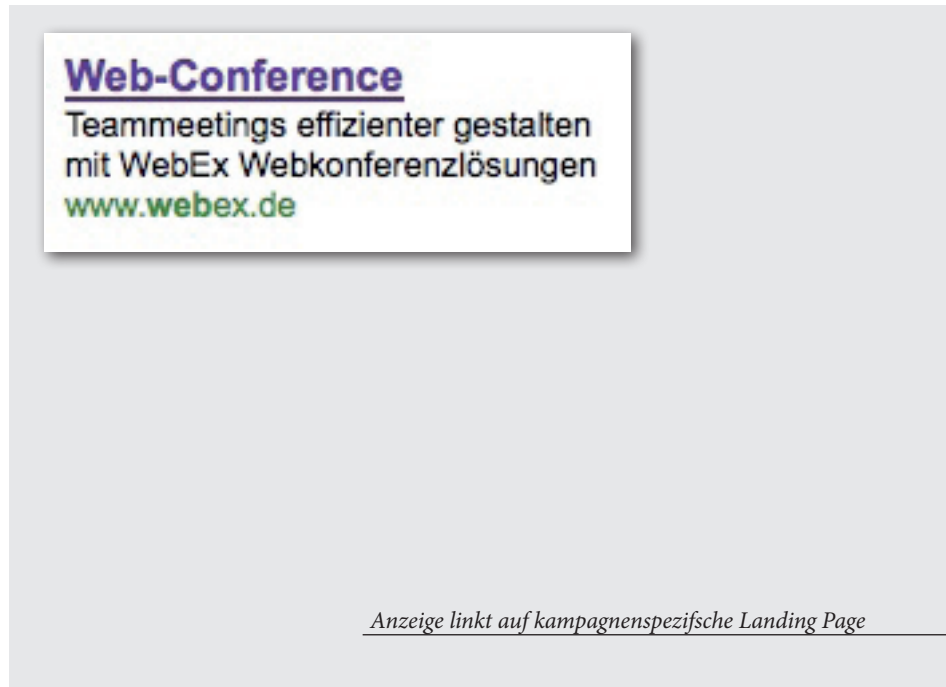 Web-Conference
Teammeetings effizienter gestalten
mit WebEx Webkonferenzlösungen
www.webex.de
Anzeige linkt auf kampagnenspezifsche Landing Page